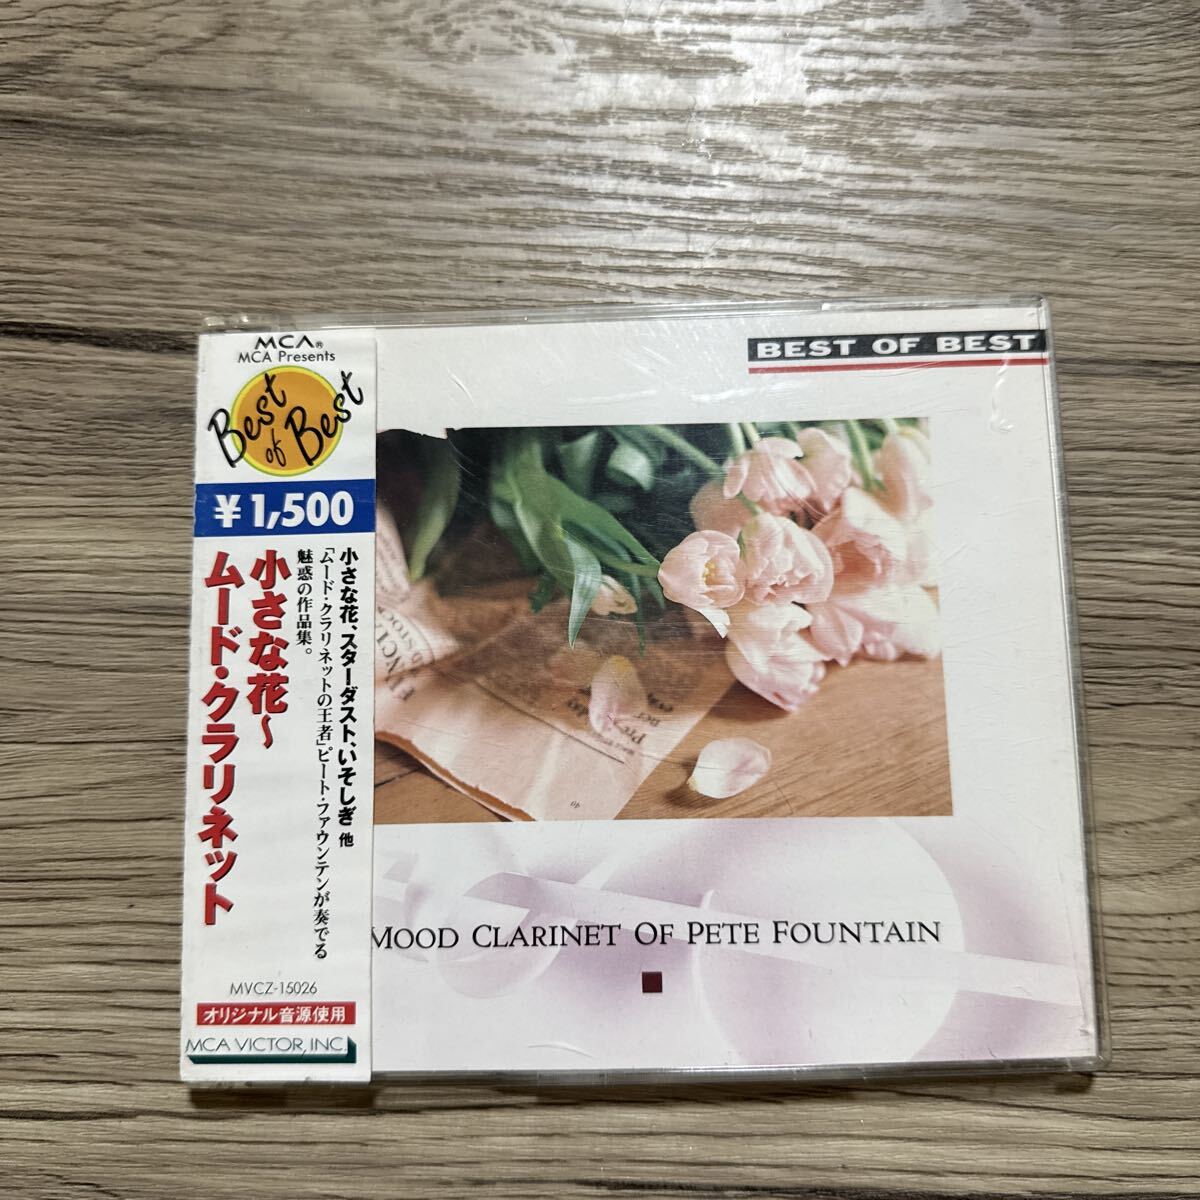 MCA®
MCA Presents
Best
of
Best
¥1,500
小さな花、スターダスト、いそしぎ 他
「ムード・クラリネットの王者」ピート・ファウンテンが奏でる
魅惑の作品集。
小さな花〜
ムード・クラリネット
MVCZ-15026
オリジナル音源使用
MCA VICTOR, INC.
BEST OF BEST
MOOD CLARINET OF PETE FOUNTAIN